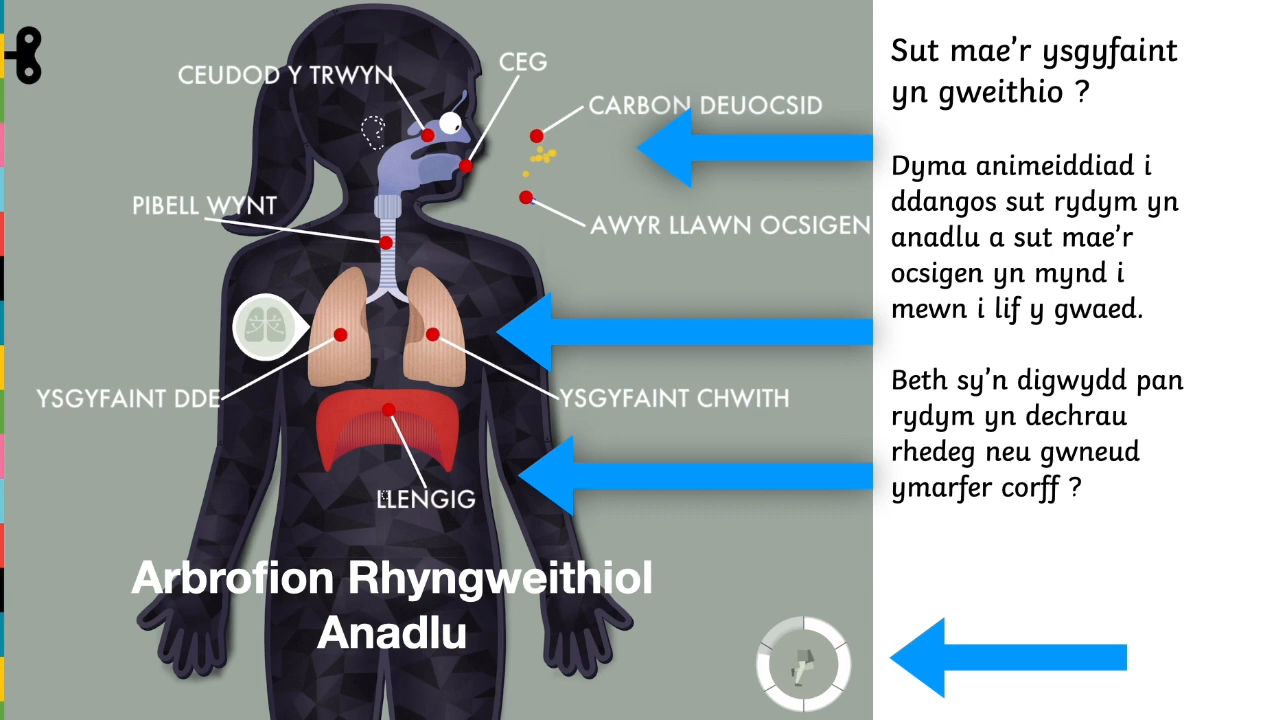 CEUDOD Y TRWYN
CEG
CARBON DEUOCSID
PIBELL WYNT
AWYR LLAWN OCSIGEN
YSGYFAINT DDE
YSGYFAINT CHWITH
LLENGIG
Arbrofion Rhyngweithiol
Anadlu
Sut mae'r ysgyfaint
yn gweithio ?
Dyma animeiddiad i
ddangos sut rydym yn
anadlu a sut mae'r
ocsigen yn mynd i
mewn i lif y gwaed.
Beth sy'n digwydd pan
rydym yn dechrau
rhedeg neu gwneud
ymarfer corff ?